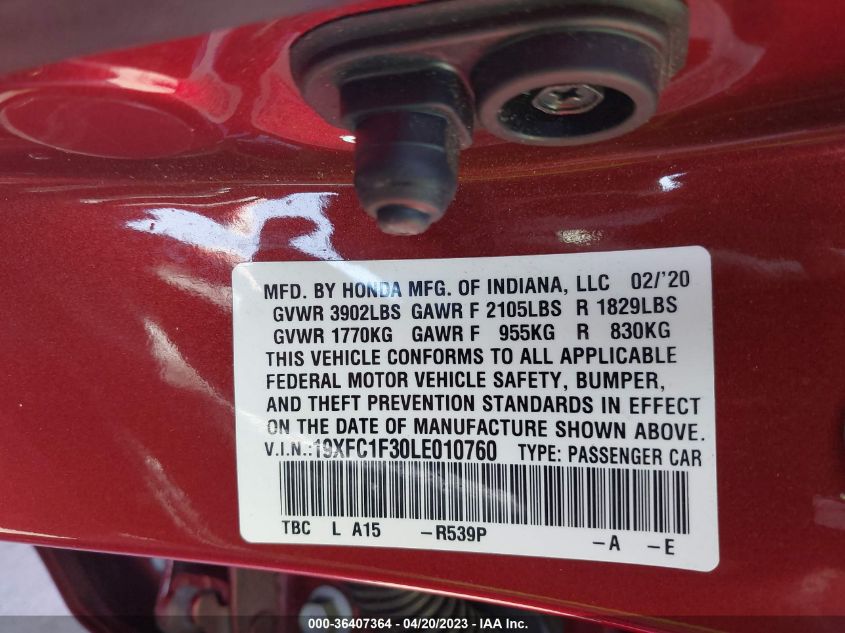 MFD. BY HONDA MFG. OF INDIANA, LLC 02/'20
GVWR 3902LBS GAWR F 2105LBS R 1829LBS
GVWR 1770KG GAWR F 955KG R 830KG
THIS VEHICLE CONFORMS TO ALL APPLICABLE
FEDERAL MOTOR VEHICLE SAFETY, BUMPER,
AND THEFT PREVENTION STANDARDS IN EFFECT
ON THE DATE OF MANUFACTURE SHOWN ABOVE.
V.I.N.:19XFC1F30LE010760 TYPE: PASSENGER CAR
TBC L A15 -R539P -A -E
000-36407364 - 04/20/2023 - IAA Inc.